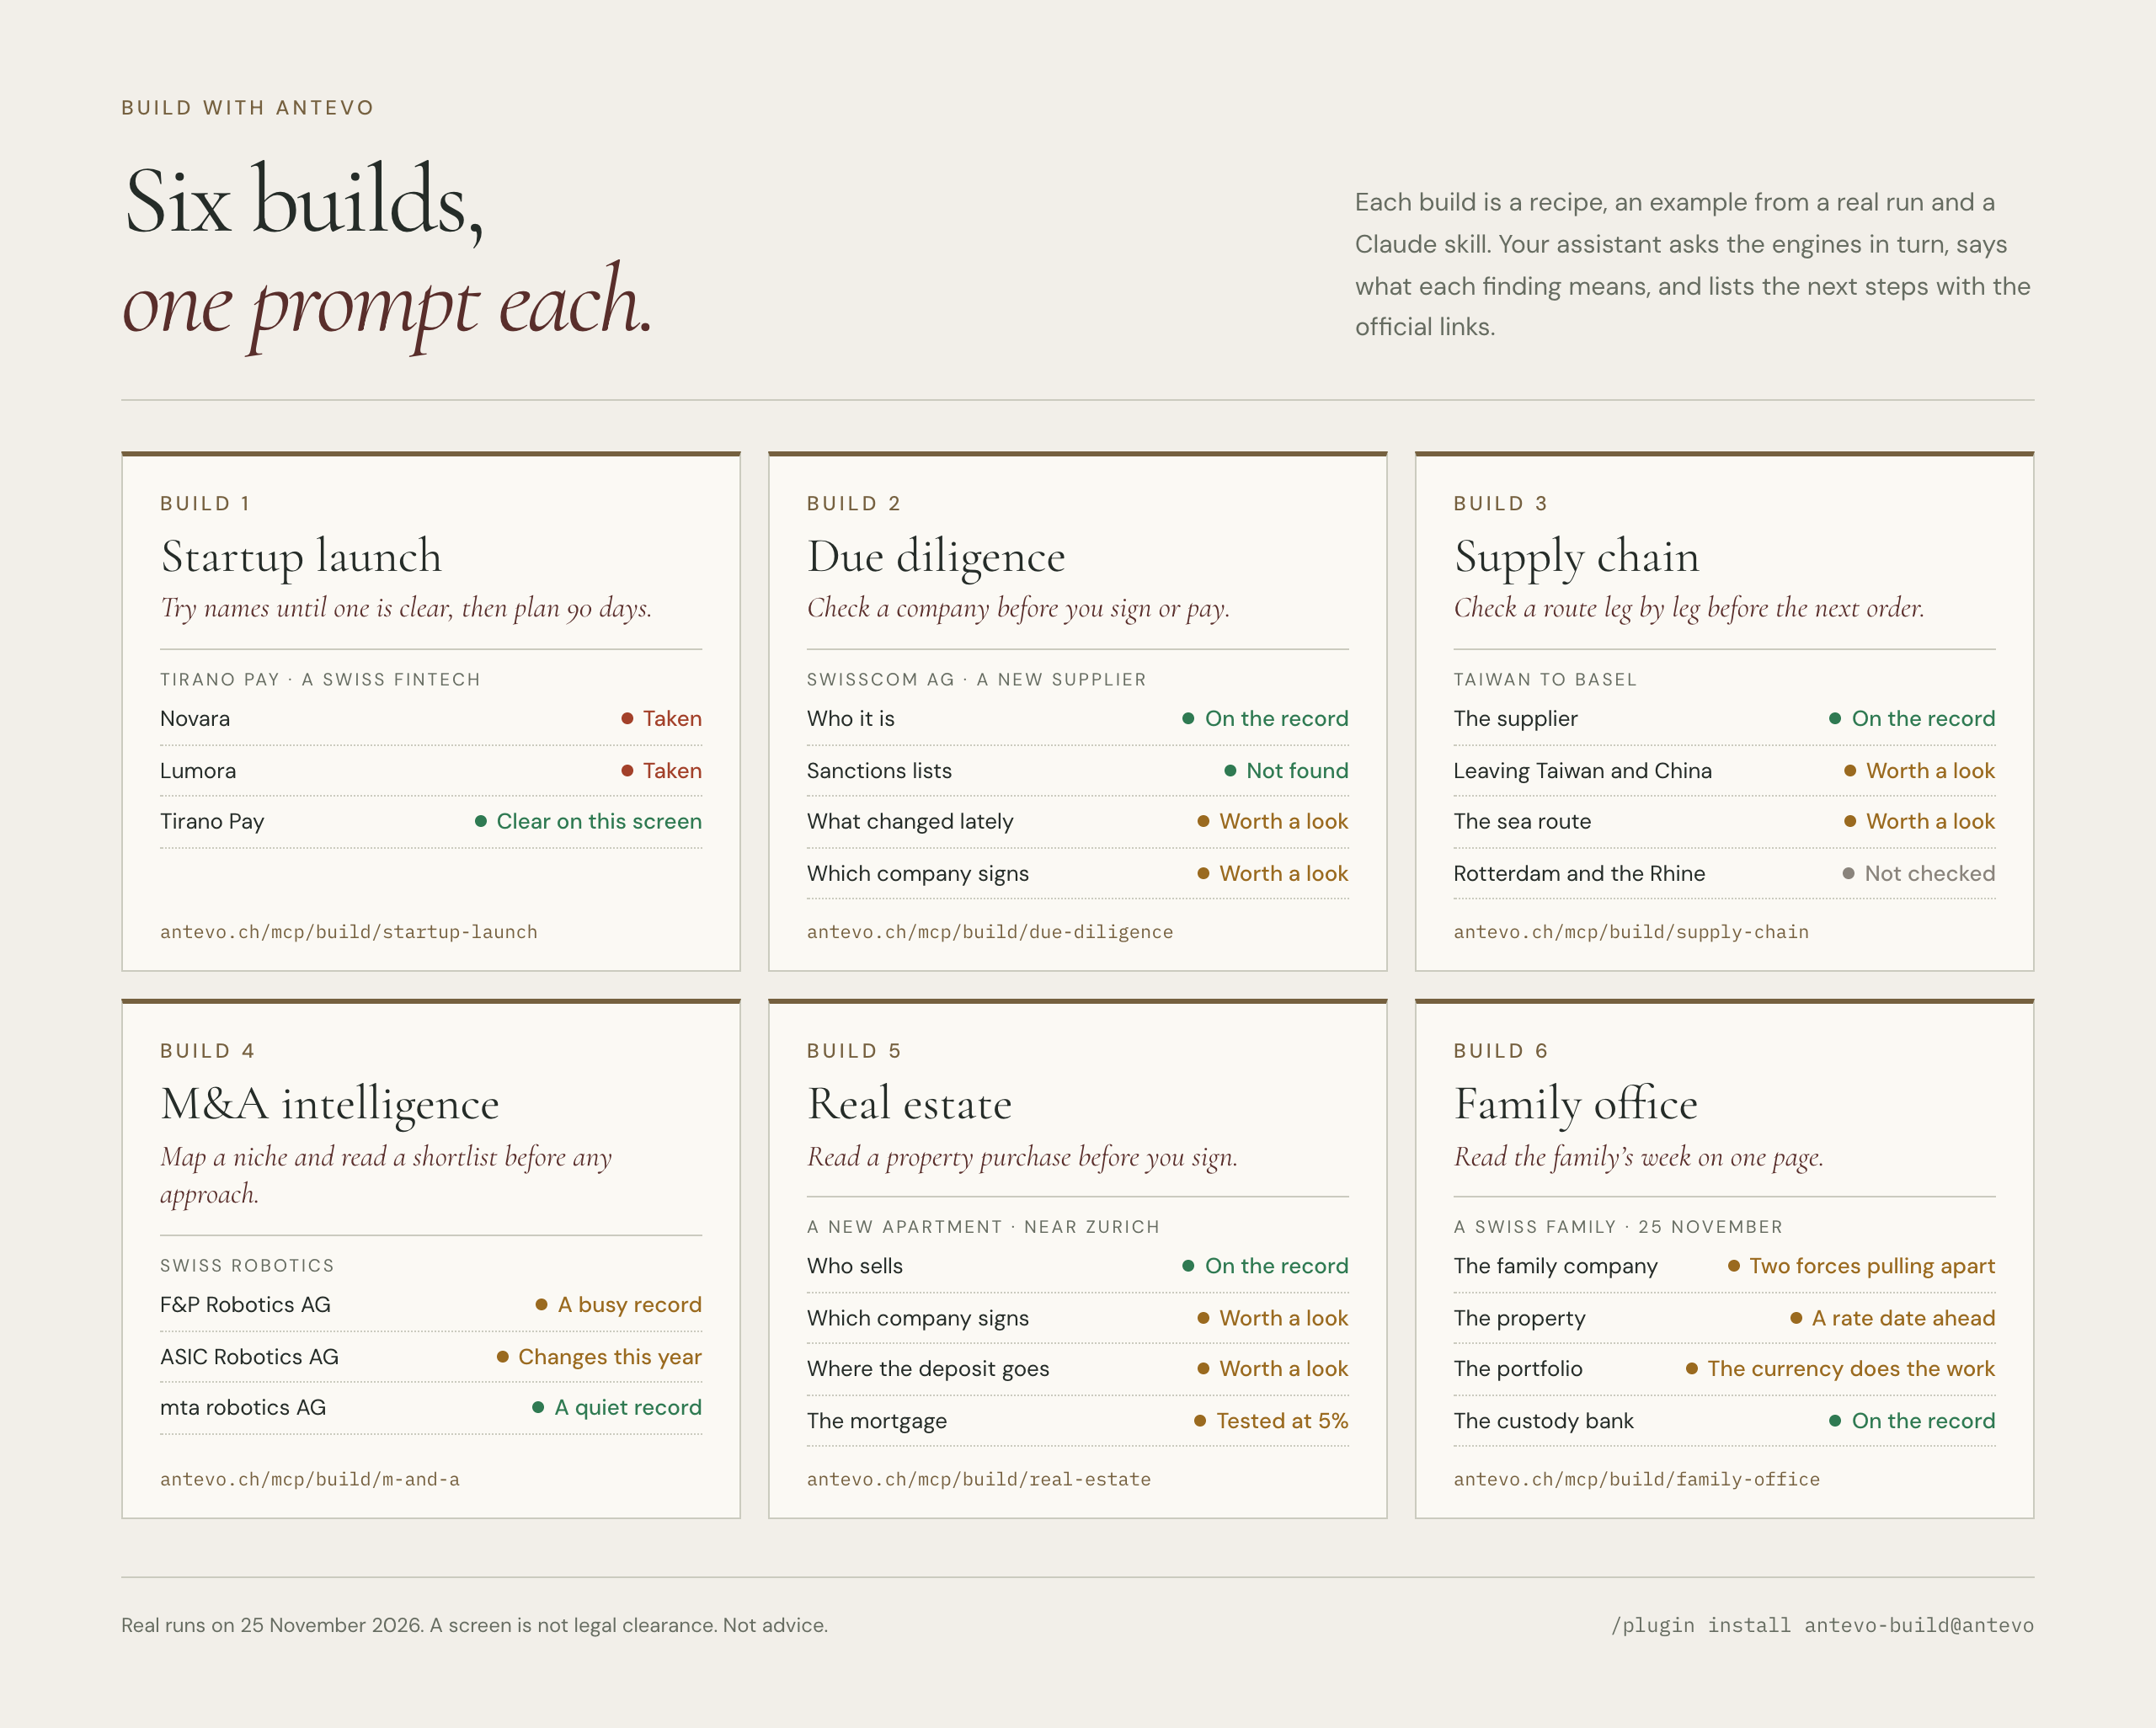 BUILD WITH ANTEVO
Six builds,
one prompt each.
Each build is a recipe, an example from a real run and a
Claude skill. Your assistant asks the engines in turn, says
what each finding means, and lists the next steps with the
official links.
BUILD 1
Startup launch
Try names until one is clear, then plan 90 days.
TIRANO PAY · A SWISS FINTECH
Novara ● Taken
Lumora ● Taken
Tirano Pay ● Clear on this screen
antevo.ch/mcp/build/startup-launch
BUILD 2
Due diligence
Check a company before you sign or pay.
SWISSCOM AG · A NEW SUPPLIER
Who it is ● On the record
Sanctions lists ● Not found
What changed lately ● Worth a look
Which company signs ● Worth a look
antevo.ch/mcp/build/due-diligence
BUILD 3
Supply chain
Check a route leg by leg before the next order.
TAIWAN TO BASEL
The supplier ● On the record
Leaving Taiwan and China ● Worth a look
The sea route ● Worth a look
Rotterdam and the Rhine ● Not checked
antevo.ch/mcp/build/supply-chain
BUILD 4
M&A intelligence
Map a niche and read a shortlist before any
approach.
SWISS ROBOTICS
F&P Robotics AG ● A busy record
ASIC Robotics AG ● Changes this year
mta robotics AG ● A quiet record
antevo.ch/mcp/build/m-and-a
BUILD 5
Real estate
Read a property purchase before you sign.
A NEW APARTMENT · NEAR ZURICH
Who sells ● On the record
Which company signs ● Worth a look
Where the deposit goes ● Worth a look
The mortgage ● Tested at 5%
antevo.ch/mcp/build/real-estate
BUILD 6
Family office
Read the family’s week on one page.
A SWISS FAMILY · 25 NOVEMBER
The family company ● Two forces pulling apart
The property ● A rate date ahead
The portfolio ● The currency does the work
The custody bank ● On the record
antevo.ch/mcp/build/family-office
Real runs on 25 November 2026. A screen is not legal clearance. Not advice.
/plugin install antevo-build@antevo